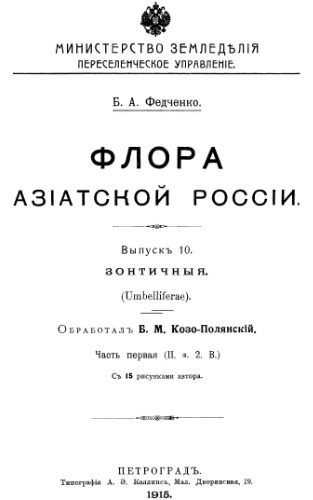 МИНИСТЕРСТВО ЗЕМЛЕДѢЛІЯ
ПЕРЕСЕЛЕНЧЕСКОЕ УПРАВЛЕНІЕ.
Б. А. Федченко.
ФЛОРА
АЗІАТСКОЙ РОССІИ.
Выпускъ 10.
ЗОНТИЧНЫЯ.
(Umbelliferae).
Обработалъ Б. М. Козо-Полянскій.
Часть первая (II. a. 2. B.)
Съ 15 рисунками автора.
ПЕТРОГРАДЪ.
Типографія А. Э. Коллинсъ, Мал. Дворянская, 19.
1915.